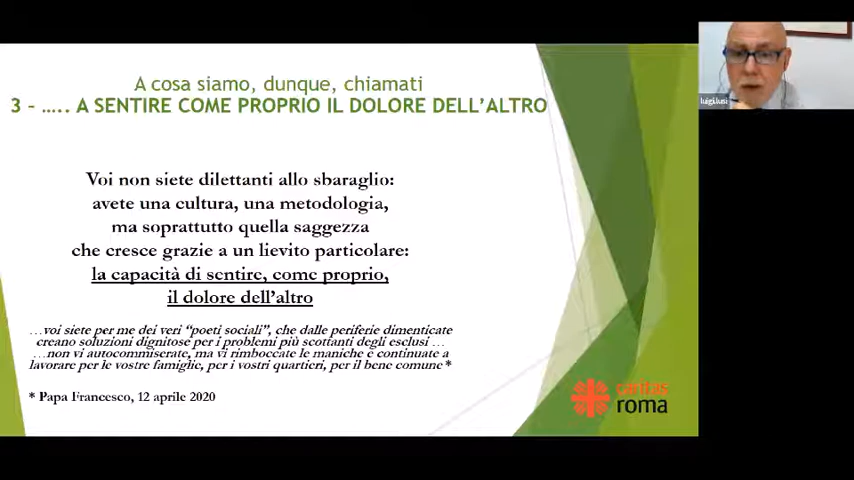 A cosa siamo, dunque, chiamati
3 - ..... A SENTIRE COME PROPRIO IL DOLORE DELL'ALTRO
Voi non siete dilettanti allo sbaraglio:
avete una cultura, una metodologia,
ma soprattutto quella saggezza
che cresce grazie a un lievito particolare:
la capacità di sentire, come proprio,
il dolore dell'altro
…voi siete per me dei veri "poeti sociali", che dalle periferie dimenticate
creano soluzioni dignitose per i problemi più scottanti degli esclusi …
…non vi autocommiserate, ma vi rimboccate le maniche e continuate a
lavorare per le vostre famiglie, per i vostri quartieri, per il bene comune *
* Papa Francesco, 12 aprile 2020
caritas
roma